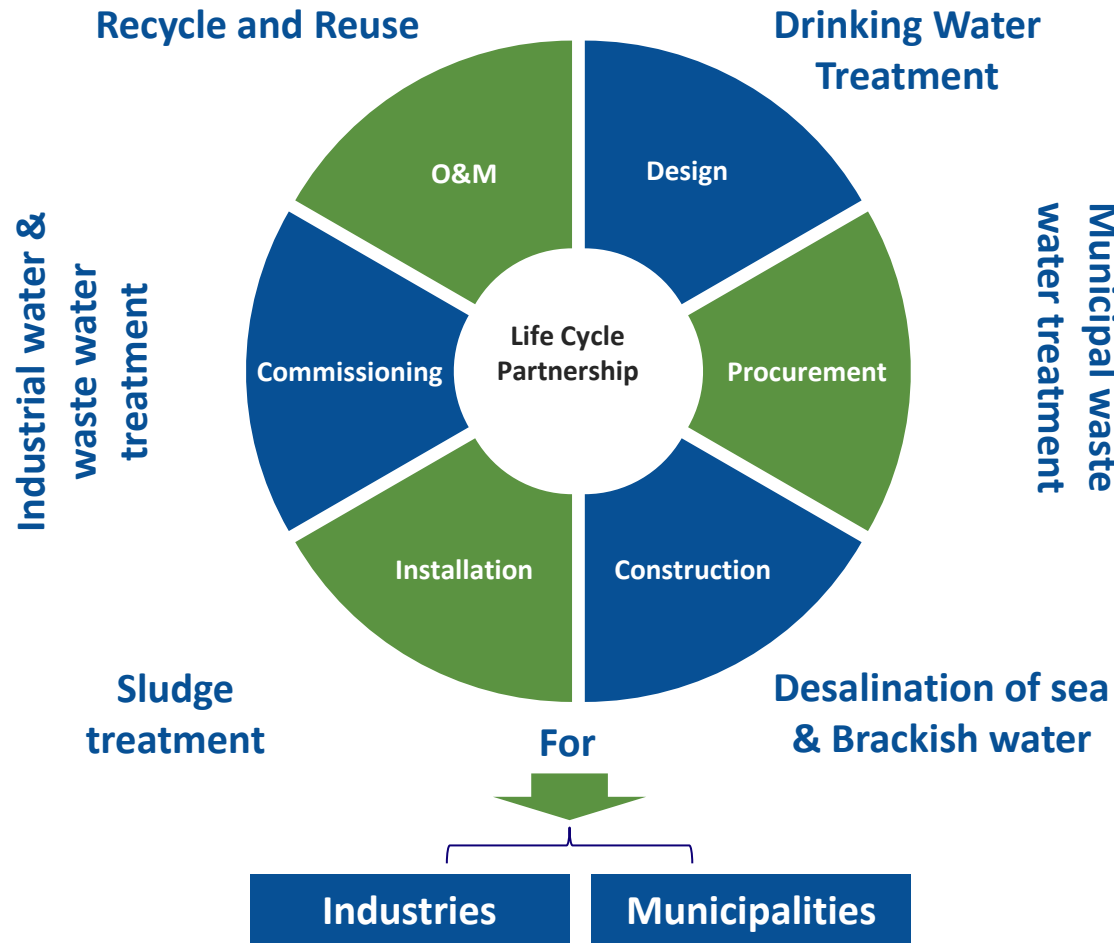 Recycle and Reuse
Drinking Water
Treatment
O&M
Design
Industrial water &
waste water
treatment
Commissioning
Life Cycle
Partnership
Procurement
Municipal waste
water treatment
Installation
Construction
Sludge
treatment
Desalination of sea
& Brackish water
For
Industries
Municipalities